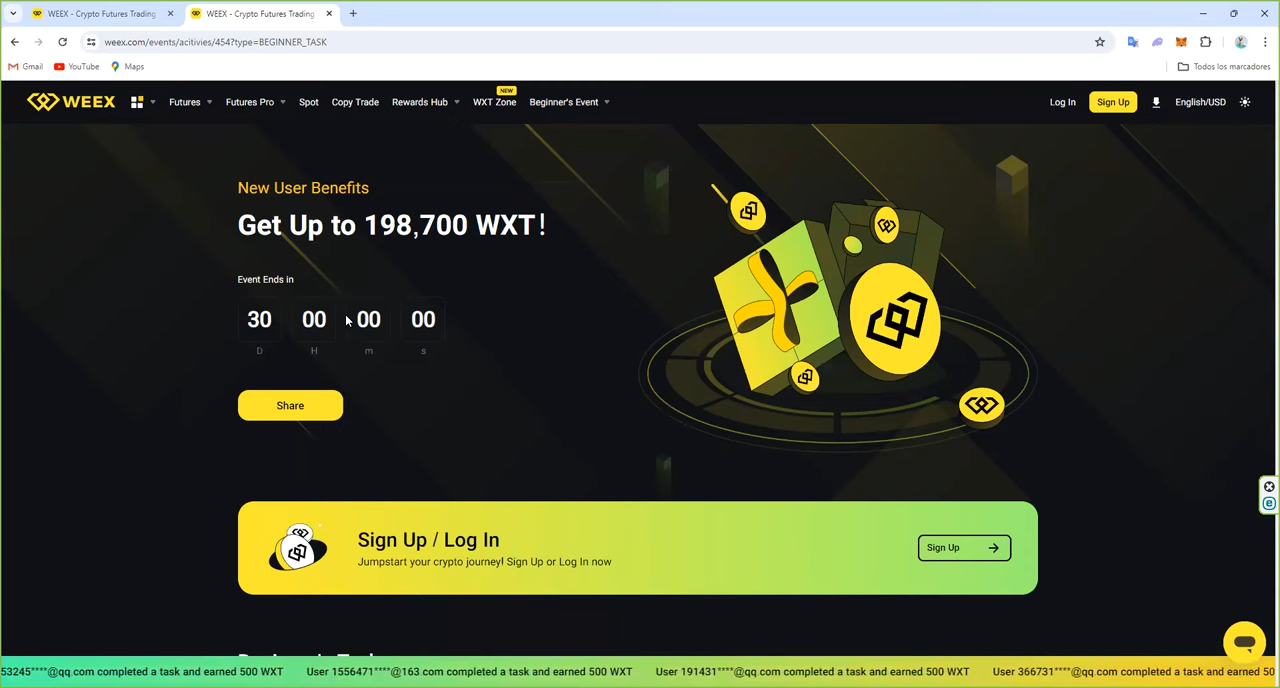 WEEX - Crypto Futures Trading
WEEX - Crypto Futures Trading
weex.com/events/acitivies/454?type=BEGINNER_TASK
Gmail
YouTube
Maps
Todos los marcadores
WEEX
Futures
Futures Pro
Spot
Copy Trade
Rewards Hub
NEW
WXT Zone
Beginner's Event
Log In
Sign Up
English/USD
New User Benefits
Get Up to 198,700 WXT!
Event Ends in
30 00 00 00
D H m s
Share
Sign Up / Log In
Jumpstart your crypto journey! Sign Up or Log In now
Sign Up
53245****@qq.com completed a task and earned 500 WXT User 1556471****@163.com completed a task and earned 500 WXT User 191431****@qq.com completed a task and earned 500 WXT User 366731****@qq.com completed a task and earned 50